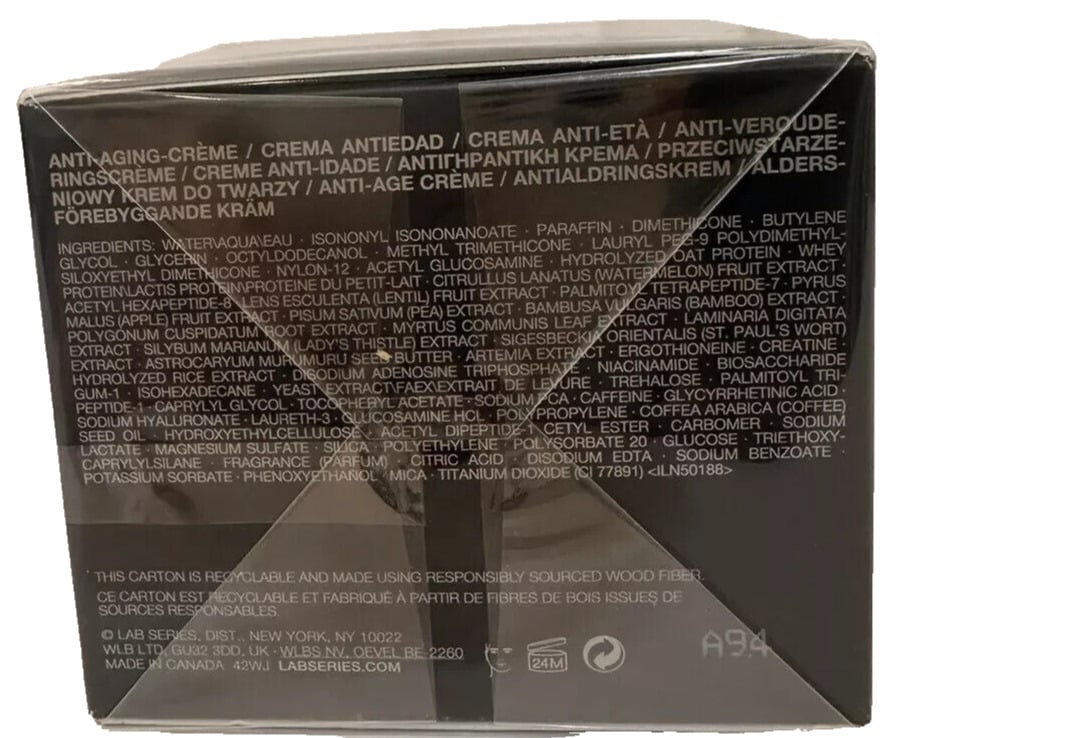 ANTI-AGING-CRÈME / CREMA ANTIEDAD / CREMA ANTI-ETÀ / ANTI-VEROUDE-
RINGSCRÈME / CREME ANTI-IDADE / ΑΝΤΙΓΗΡΑΝΤΙΚΗ ΚΡΕΜΑ / PRZECIWSTARZE-
NIOWY KREM DO TWARZY / ANTI-AGE CRÈME / ANTIALDRINGSKREM / ALDERS-
FÖREBYGGANDE KRÄM
INGREDIENTS: WATER\AQUA\EAU · ISONONYL ISONONANOATE · PARAFFIN · DIMETHICONE · BUTYLENE
GLYCOL · GLYCERIN · OCTYLDODECANOL · METHYL TRIMETHICONE · LAURYL PEG-9 POLYDIMETHYL-
SILOXYETHYL DIMETHICONE · NYLON-12 · ACETYL GLUCOSAMINE · HYDROLYZED OAT PROTEIN · WHEY
PROTEIN\LACTIS PROTEIN\PROTÉINE DU PETIT-LAIT · CITRULLUS LANATUS (WATERMELON) FRUIT EXTRACT ·
ACETYL HEXAPEPTIDE-8 · LENS ESCULENTA (LENTIL) FRUIT EXTRACT · PALMITOYL TETRAPEPTIDE-7 · PYRUS
MALUS (APPLE) FRUIT EXTRACT · PISUM SATIVUM (PEA) EXTRACT · BAMBUSA VULGARIS (BAMBOO) EXTRACT ·
POLYGONUM CUSPIDATUM ROOT EXTRACT · MYRTUS COMMUNIS LEAF EXTRACT · LAMINARIA DIGITATA
EXTRACT · SILYBUM MARIANUM (LADY'S THISTLE) EXTRACT · SIGESBECKIA ORIENTALIS (ST. PAUL'S WORT)
EXTRACT · ASTROCARYUM MURUMURU SEED BUTTER · ARTEMIA EXTRACT · ERGOTHIONEINE · CREATINE ·
HYDROLYZED RICE EXTRACT · DISODIUM ADENOSINE TRIPHOSPHATE · NIACINAMIDE · BIOSACCHARIDE
GUM-1 · ISOHEXADECANE · YEAST EXTRACT\FAEX\EXTRAIT DE LEVURE · TREHALOSE · PALMITOYL TRI-
PEPTIDE-1 · CAPRYLYL GLYCOL · TOCOPHERYL ACETATE · SODIUM PCA · CAFFEINE · GLYCYRRHETINIC ACID ·
SODIUM HYALURONATE · LAURETH-3 · GLUCOSAMINE HCL · POLYPROPYLENE · COFFEA ARABICA (COFFEE)
SEED OIL · HYDROXYETHYLCELLULOSE · ACETYL DIPEPTIDE-1 CETYL ESTER · CARBOMER · SODIUM
LACTATE · MAGNESIUM SULFATE · SILICA · POLYETHYLENE · POLYSORBATE 20 · GLUCOSE · TRIETHOXY-
CAPRYLYLSILANE · FRAGRANCE (PARFUM) · CITRIC ACID · DISODIUM EDTA · SODIUM BENZOATE ·
POTASSIUM SORBATE · PHENOXYETHANOL · MICA · TITANIUM DIOXIDE (CI 77891) <ILN50188>
THIS CARTON IS RECYCLABLE AND MADE USING RESPONSIBLY SOURCED WOOD FIBER.
CE CARTON EST RECYCLABLE ET FABRIQUÉ À PARTIR DE FIBRES DE BOIS ISSUES DE
SOURCES RESPONSABLES.
© LAB SERIES, DIST., NEW YORK, NY 10022
WLB LTD, GU32 3DD, UK · WLBS NV, OEVEL BE-2260
MADE IN CANADA 42WJ LABSERIES.COM
24M
A94